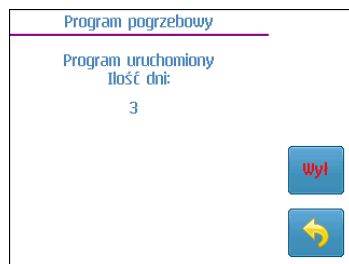 Program pogrzebowy
Program uruchomiony
Ilość dni:
3
Wył